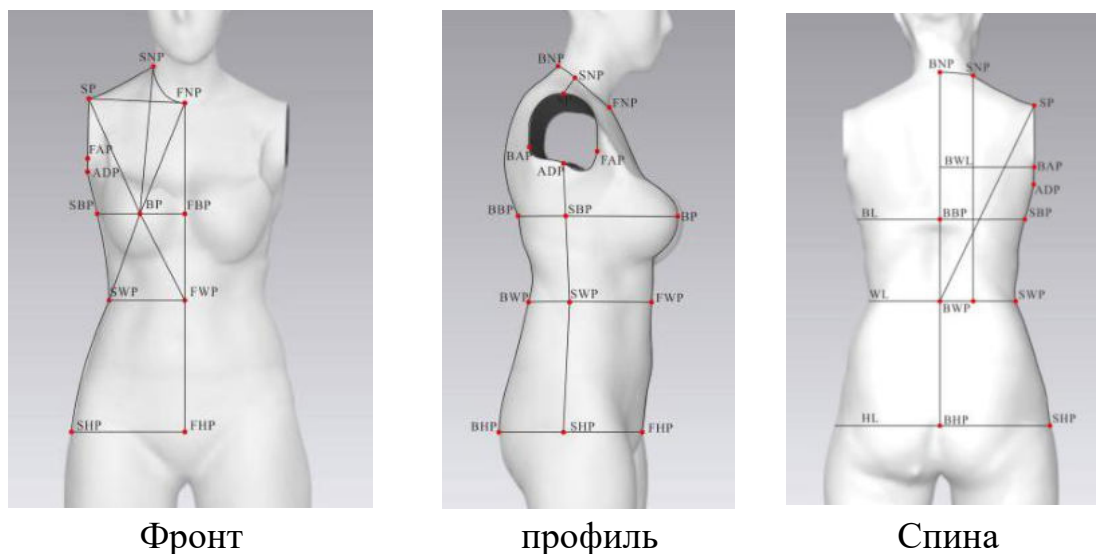 SNP
SP
FNP
FAP
ADP
SBP
BP
FBP
SWP
FWP
SHP
FHP
Фронт
BNP
SNP
FNP
BAP
FAP
ADP
BBP
SBP
BP
BWP
SWP
FWP
BHP
SHP
FHP
профиль
BNP
SNP
SP
BWL
BAP
ADP
BL
BBP
SBP
WL
BWP
SWP
HL
BHP
SHP
Спина